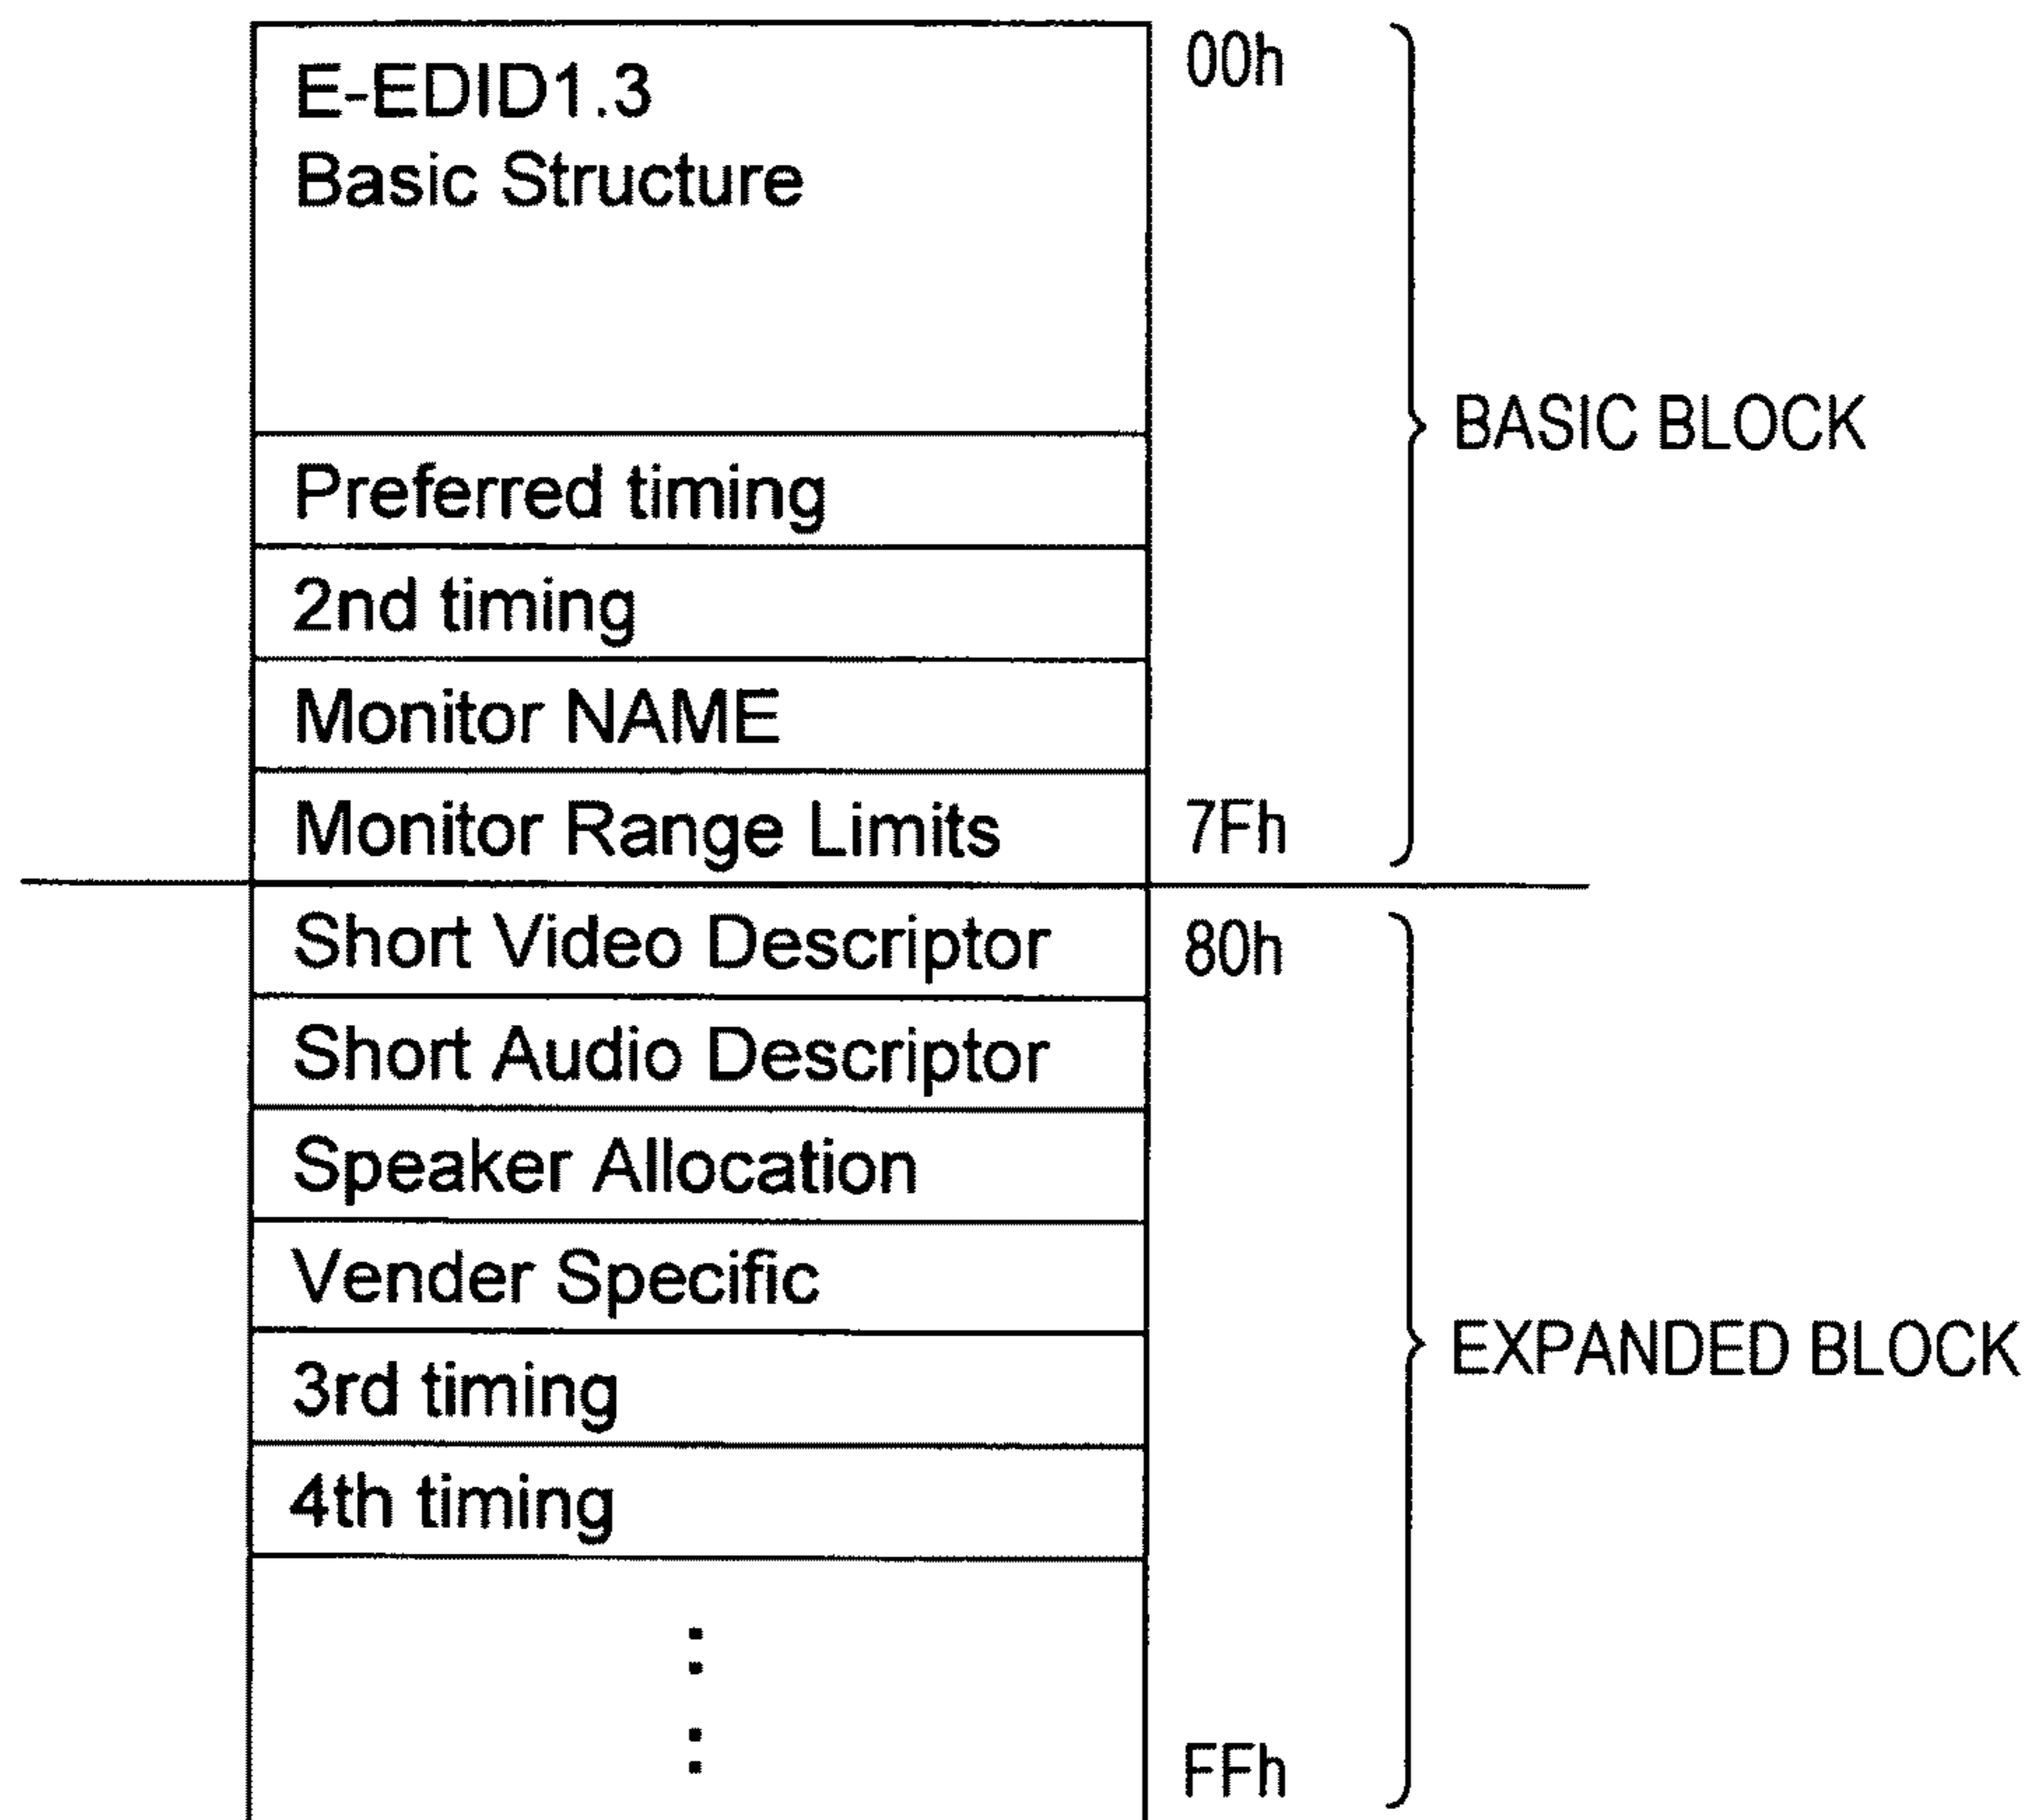 E-EDID1.3
Basic Structure
00h
BASIC BLOCK
Preferred timing
2nd timing
Monitor NAME
Monitor Range Limits
7Fh
Short Video Descriptor
80h
Short Audio Descriptor
Speaker Allocation
Vender Specific
EXPANDED BLOCK
3rd timing
4th timing
FFh